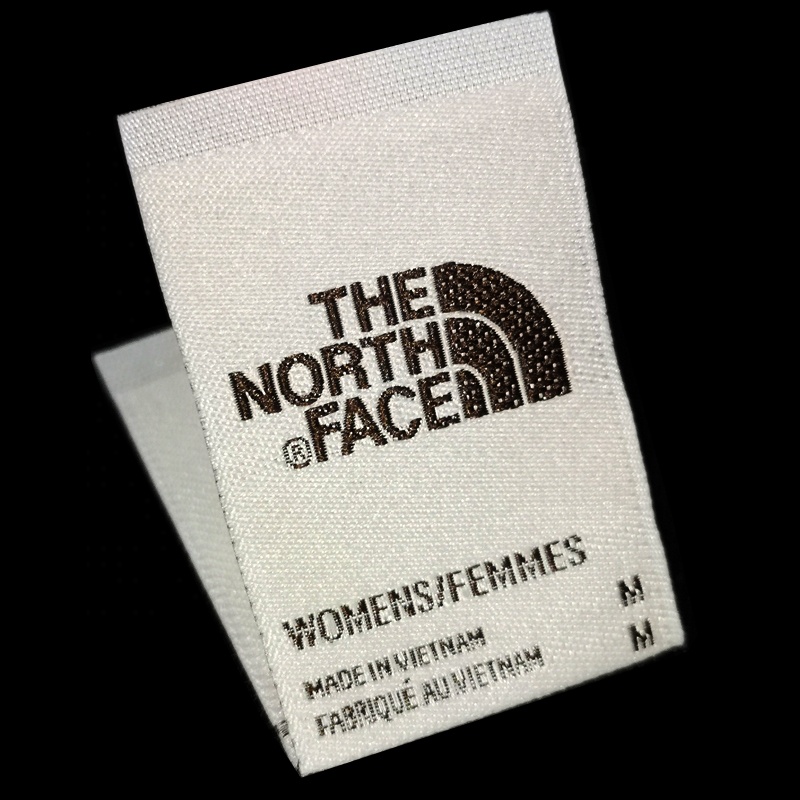 THE
NORTH
®FACE
WOMENS/FEMMES
M
MADE IN VIETNAM
M
FABRIQUÉ AU VIETNAM